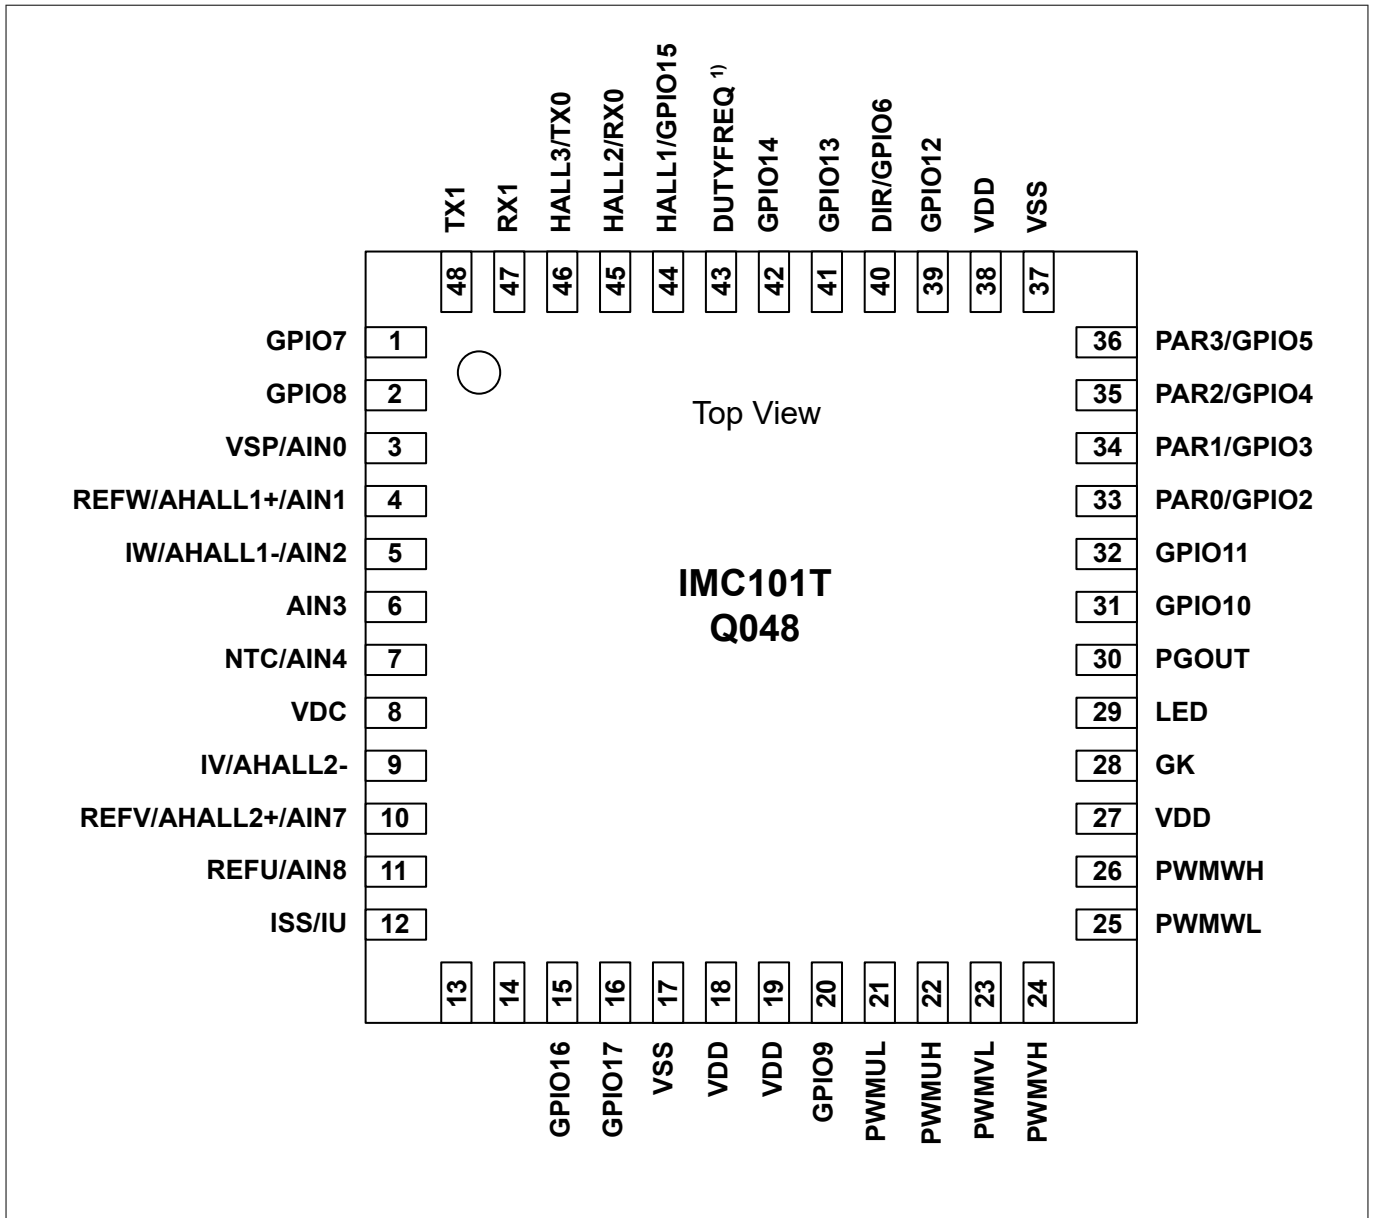 TX1
RX1
HALL3/TX0
HALL2/RX0
HALL1/GPIO15
DUTYFREQ 1)
GPIO14
GPIO13
DIR/GPIO6
GPIO12
VDD
VSS
48
47
46
45
44
43
42
41
40
39
38
37
GPIO7 1
GPIO8 2
VSP/AIN0 3
REFW/AHALL1+/AIN1 4
IW/AHALL1-/AIN2 5
AIN3 6
NTC/AIN4 7
VDC 8
IV/AHALL2- 9
REFV/AHALL2+/AIN7 10
REFU/AIN8 11
ISS/IU 12
Top View
IMC101T
Q048
36 PAR3/GPIO5
35 PAR2/GPIO4
34 PAR1/GPIO3
33 PAR0/GPIO2
32 GPIO11
31 GPIO10
30 PGOUT
29 LED
28 GK
27 VDD
26 PWMWH
25 PWMWL
13
14
15
16
17
18
19
20
21
22
23
24
GPIO16
GPIO17
VSS
VDD
VDD
GPIO9
PWMUL
PWMUH
PWMVL
PWMVH